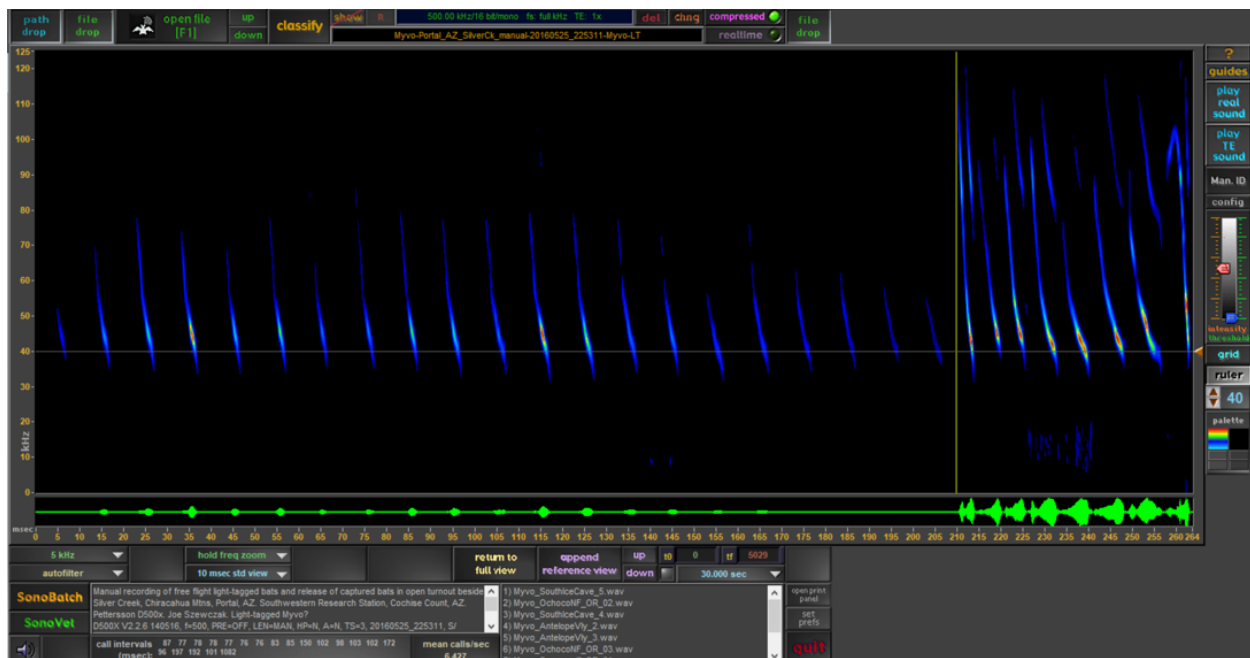 path drop
file drop
open file [F1]
up
down
classify
show
R
500.00 kHz/16 bit/mono fs: full kHz TE: 1x
Myvo-Portal_AZ_SilverCk_manual-20160525_225311-Myvo-LT
del
chng
compressed
realtime
file drop
125-
120-
110-
100-
90-
80-
70-
60-
50-
40-
30-
20-
10-
0-
kHz
?
guides
play real sound
play TE sound
Man. ID
config
intensity
threshold
grid
ruler
40
palette
msec
0 5 10 15 20 25 30 35 40 45 50 55 60 65 70 75 80 85 90 95 100 105 110 115 120 125 130 135 140 145 150 155 160 165 170 175 180 185 190 195 200 205 210 215 220 225 230 235 240 245 250 255 260 264
5 kHz
hold freq zoom
autofilter
10 msec std view
return to full view
append reference view
up
down
t0
0
tf
5029
30.000 sec
SonoBatch
SonoVet
Manual recording of free flight light-tagged bats and release of captured bats in open turnout beside
Silver Creek, Chiracahua Mtns, Portal, AZ. Southwestern Research Station, Cochise Count, AZ.
Pettersson D500x. Joe Szewczak. Light-tagged Myvo?
D500X V2.2.6 140516, f=500, PRE=OFF, LEN=MAN, HP=N, A=N, TS=3, 20160525_225311, S/
call intervals (msec):
87 77 78 78 77 76 76 83 85 150 102 98 103 102 172
96 197 192 101 1082
mean calls/sec
6.427
1) Myvo_SouthIceCave_5.wav
2) Myvo_OchocoNF_OR_02.wav
3) Myvo_SouthIceCave_4.wav
4) Myvo_AntelopeVly_2.wav
5) Myvo_AntelopeVly_3.wav
6) Myvo_OchocoNF_OR_03.wav
open print panel
set prefs
quit